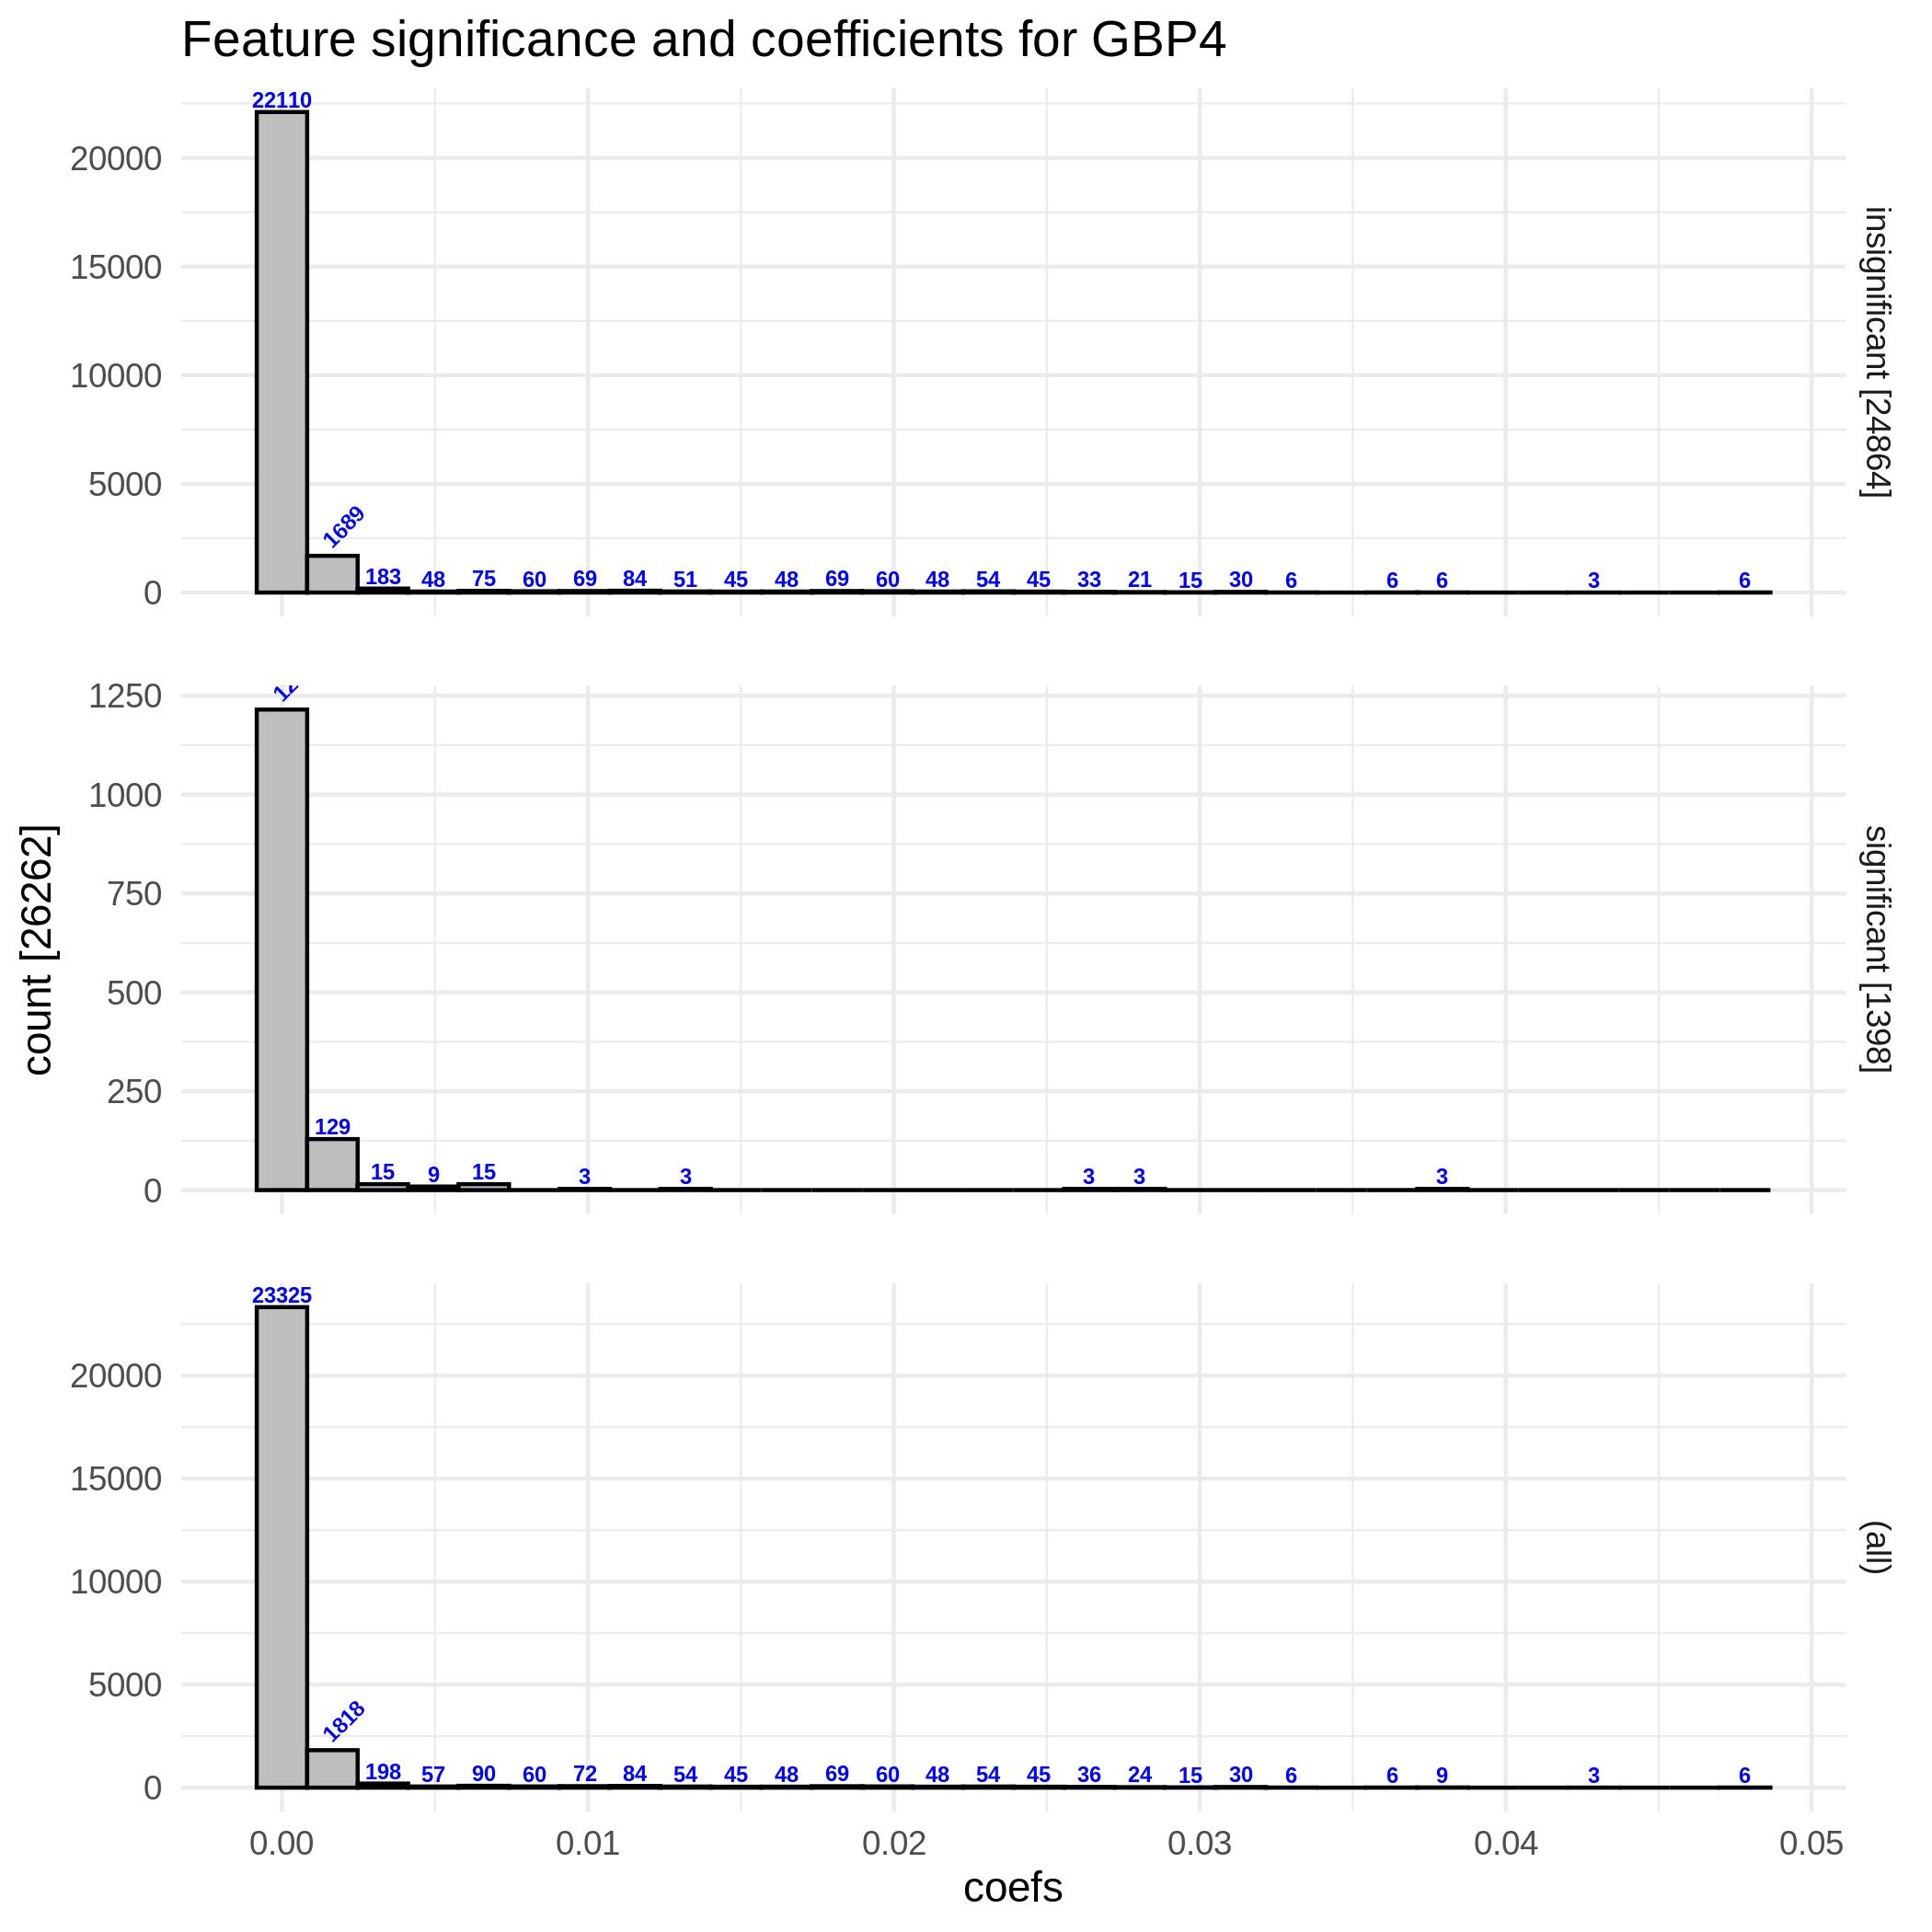 Feature significance and coefficients for GBP4
22110
20000
15000
10000
5000
0
1689
183 48 75 60 69 84 51 45 48 69 60 48 54 45 33 21 15 30 6 6 6 3 6
insignificant [24864]
1250
1000
750
500
250
0
129
15 9 15 3 3 3 3 3
significant [1398]
count [26262]
23325
20000
15000
10000
5000
0
1818
198 57 90 60 72 84 54 45 48 69 60 48 54 45 36 24 15 30 6 6 9 3 6
(all)
0.00 0.01 0.02 0.03 0.04 0.05
coefs